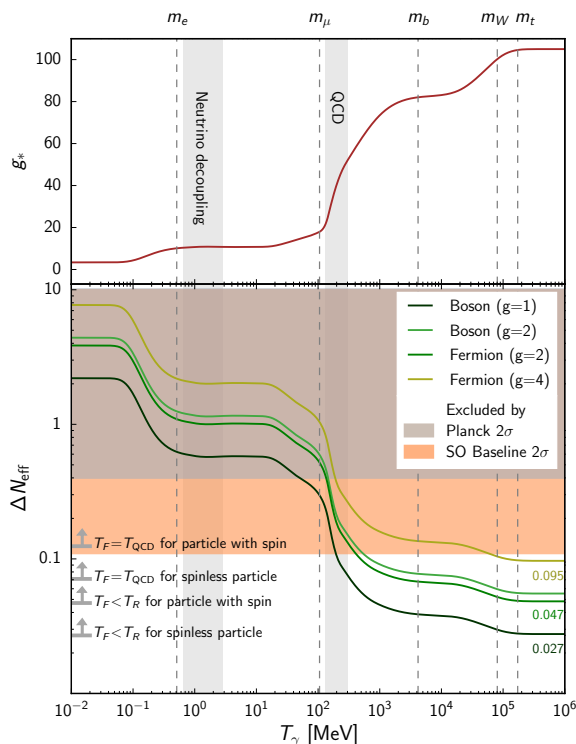 m_e
m_μ
m_b
m_W
m_t
100
80
60
40
20
0
g_*
Neutrino decoupling
QCD
10
1
0.1
ΔN_eff
Boson (g=1)
Boson (g=2)
Fermion (g=2)
Fermion (g=4)
Excluded by
Planck 2σ
SO Baseline 2σ
T_F=T_QCD for particle with spin
T_F=T_QCD for spinless particle
T_F<T_R for particle with spin
T_F<T_R for spinless particle
0.095
0.047
0.027
10^−2 10^−1 10^0 10^1 10^2 10^3 10^4 10^5 10^6
T_γ [MeV]